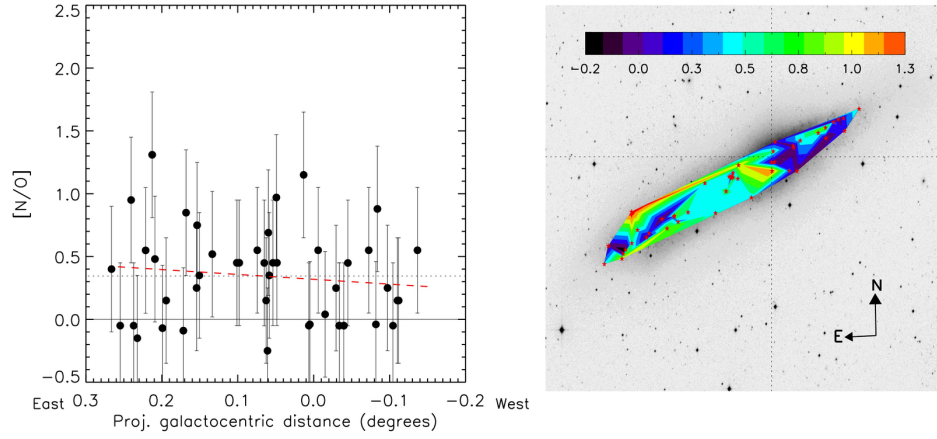 2.5
2.0
1.5
1.0
0.5
0.0
-0.5
[N/O]
East 0.3 0.2 0.1 0.0 -0.1 -0.2 West
Proj. galactocentric distance (degrees)
-0.2 0.0 0.3 0.5 0.8 1.0 1.3
N
E